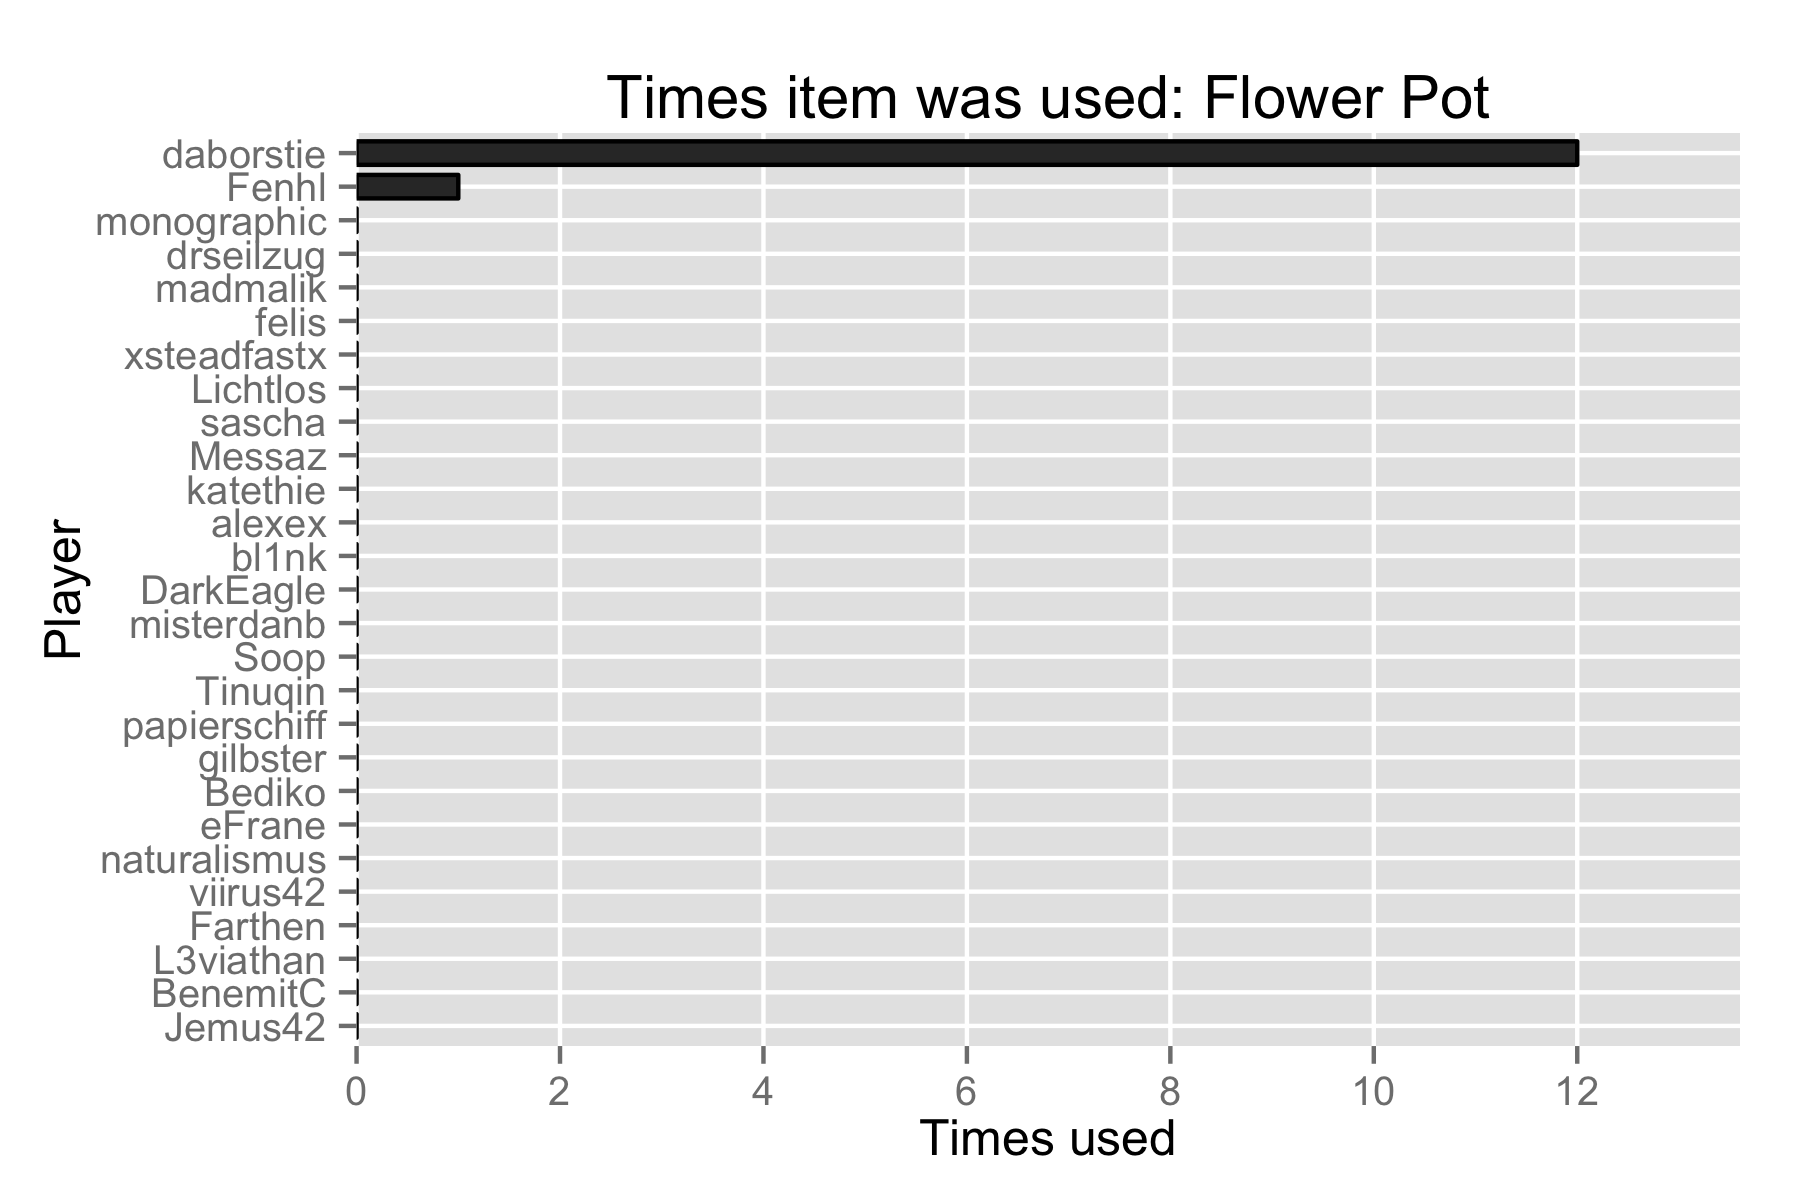 Times item was used: Flower Pot
daborstie
Fenhl
monographic
drseilzug
madmalik
felis
xsteadfastx
Lichtlos
sascha
Messaz
katethie
alexex
bl1nk
DarkEagle
misterdanb
Soop
Tinuqin
papierschiff
gilbster
Bediko
eFrane
naturalismus
viirus42
Farthen
L3viathan
BenemitC
Jemus42
Player
0 2 4 6 8 10 12
Times used